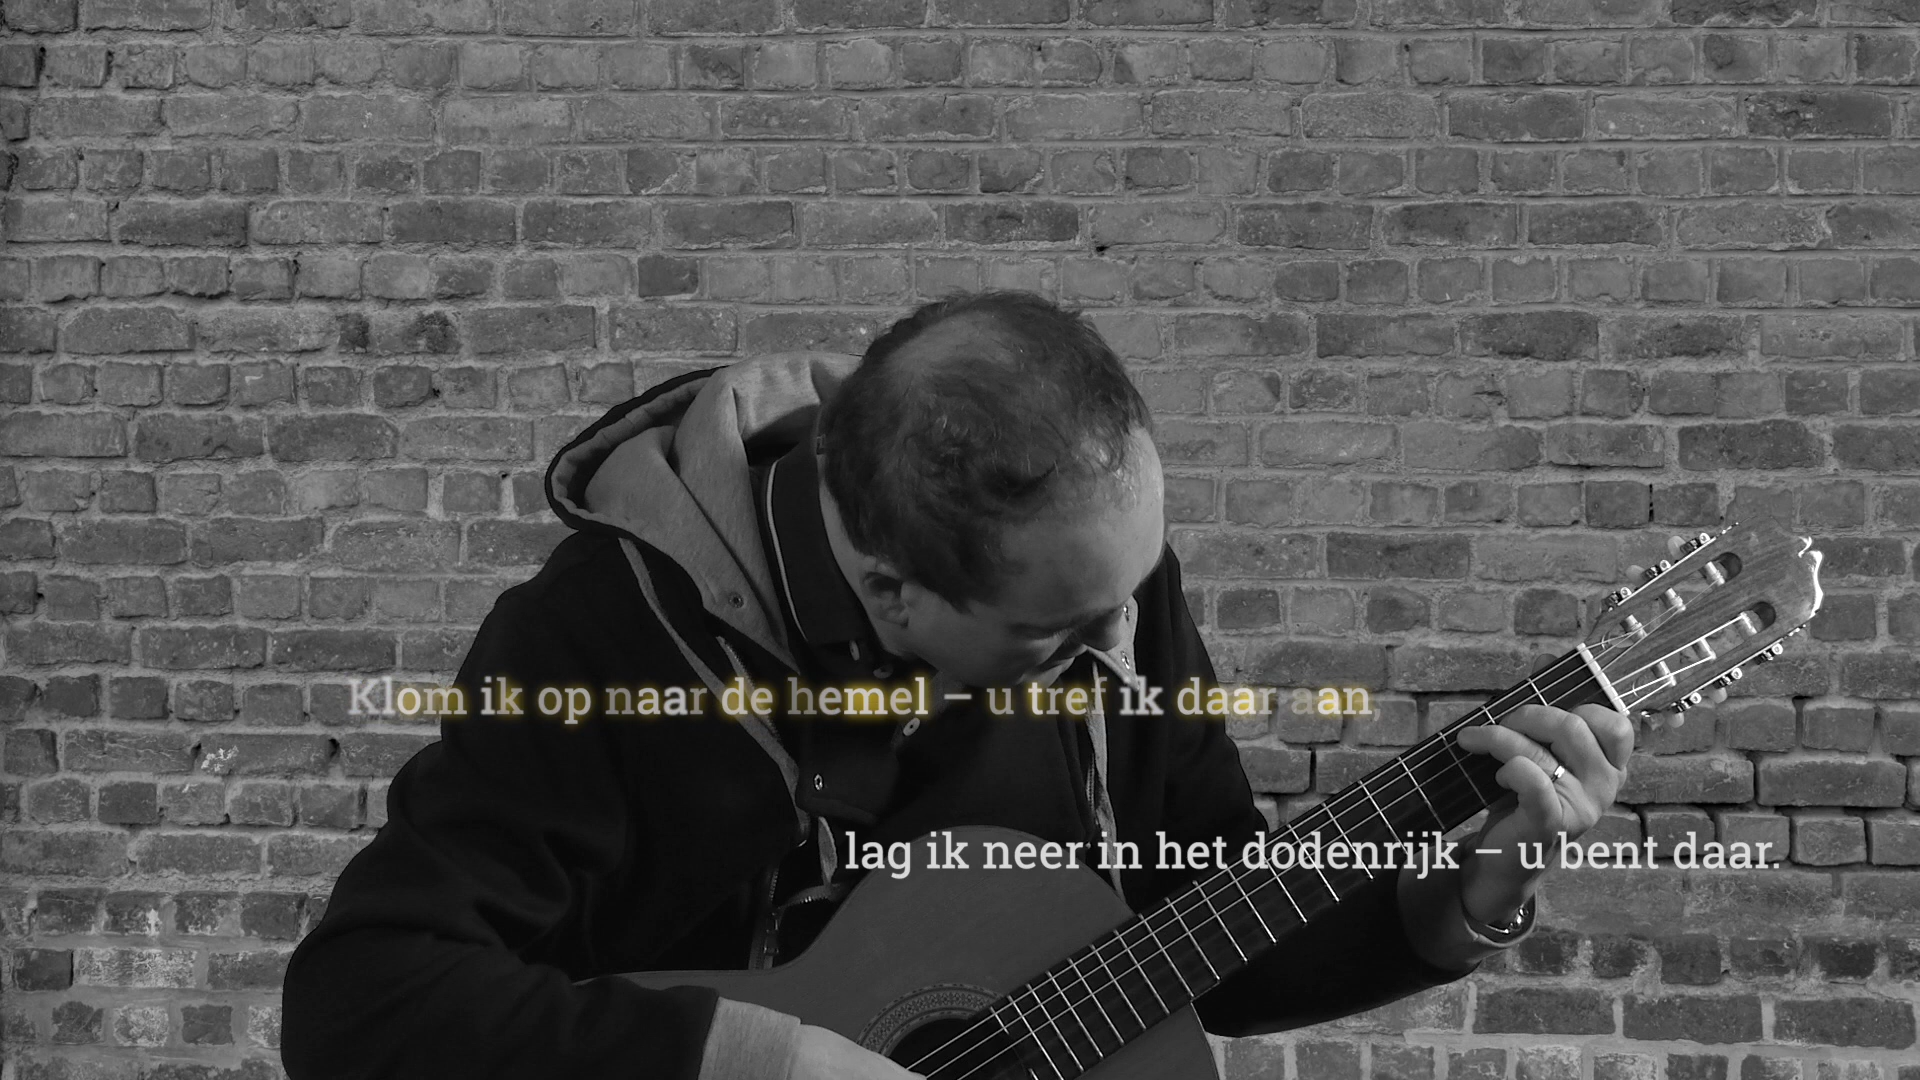 Klom ik op naar de hemel – u tref ik daar aan,
lag ik neer in het dodenrijk – u bent daar.